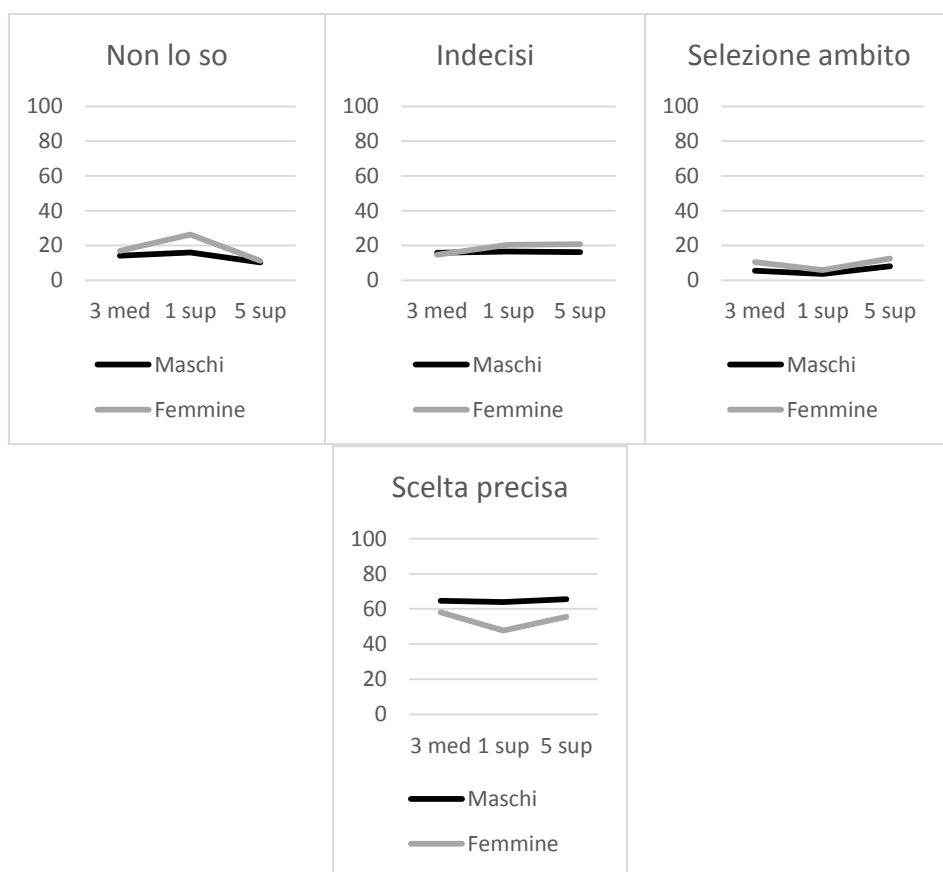 Non lo so
100
80
60
40
20
0
3 med 1 sup 5 sup
Maschi
Femmine
Indecisi
100
80
60
40
20
0
3 med 1 sup 5 sup
Maschi
Femmine
Selezione ambito
100
80
60
40
20
0
3 med 1 sup 5 sup
Maschi
Femmine
Scelta precisa
100
80
60
40
20
0
3 med 1 sup 5 sup
Maschi
Femmine